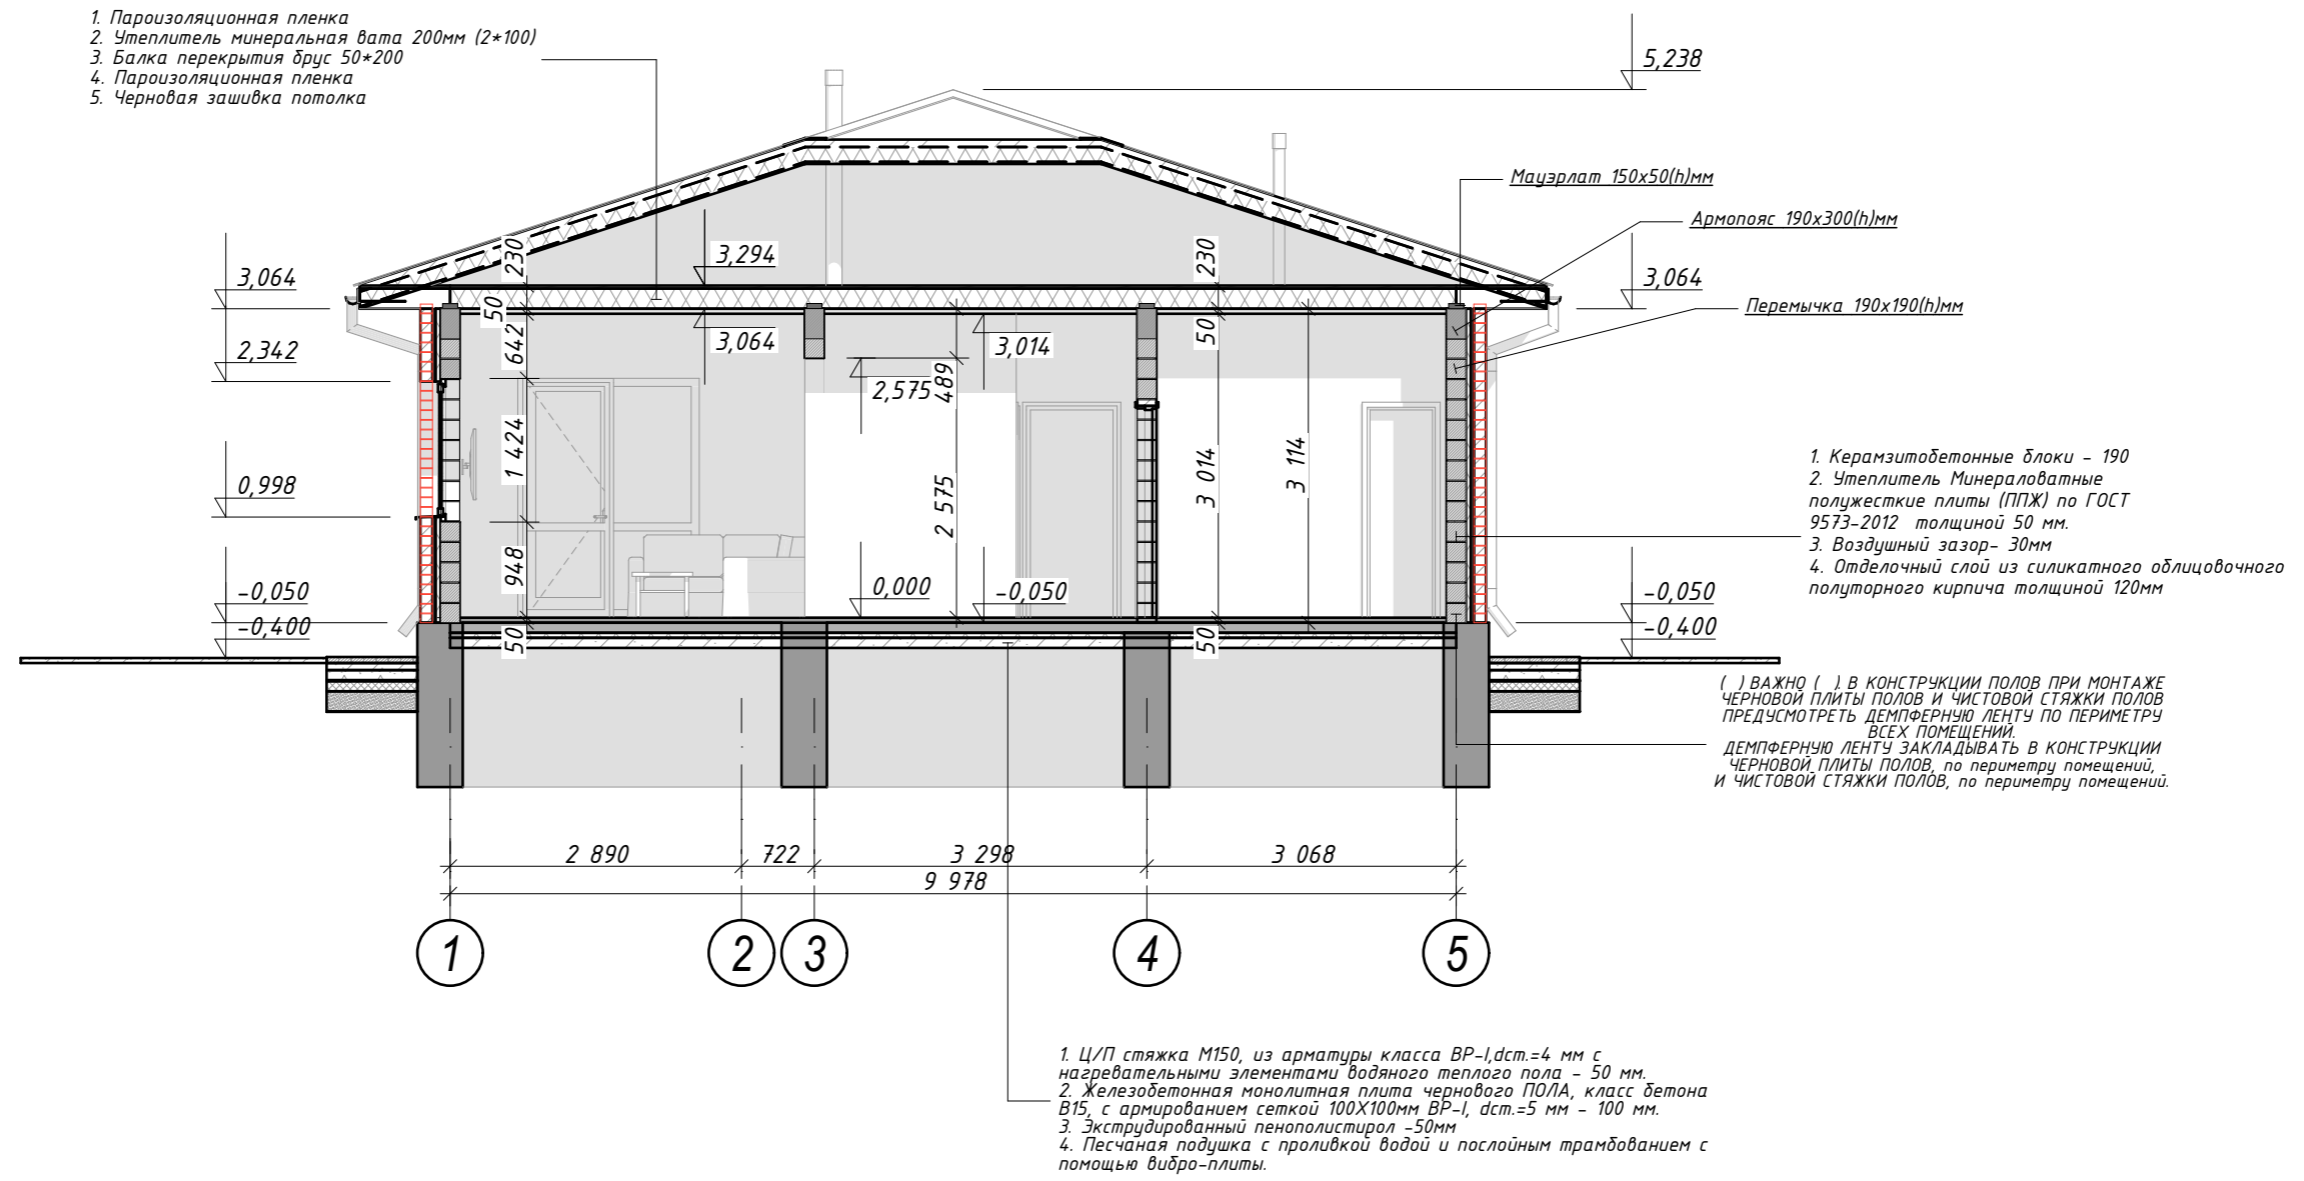 1. Пароизоляционная пленка
2. Утеплитель минеральная вата 200мм (2*100)
3. Балка перекрытия брус 50*200
4. Пароизоляционная пленка
5. Черновая зашивка потолка
5,238
Мауэрлат 150х50(h)мм
Армопояс 190х300(h)мм
Перемычка 190х190(h)мм
3,064
2,342
0,998
-0,050
-0,400
230
50
642
1 424
948
50
3,294
3,064
2,575
489
3,014
2 575
0,000
-0,050
230
50
3 014
3 114
50
3,064
-0,050
-0,400
1. Керамзитобетонные блоки - 190
2. Утеплитель Минераловатные
полужесткие плиты (ППЖ) по ГОСТ
9573-2012 толщиной 50 мм.
3. Воздушный зазор- 30мм
4. Отделочный слой из силикатного облицовочного
полуторного кирпича толщиной 120мм
( ) ВАЖНО ( ). В КОНСТРУКЦИИ ПОЛОВ ПРИ МОНТАЖЕ
ЧЕРНОВОЙ ПЛИТЫ ПОЛОВ И ЧИСТОВОЙ СТЯЖКИ ПОЛОВ
ПРЕДУСМОТРЕТЬ ДЕМПФЕРНУЮ ЛЕНТУ ПО ПЕРИМЕТРУ
ВСЕХ ПОМЕЩЕНИЙ.
ДЕМПФЕРНУЮ ЛЕНТУ ЗАКЛАДЫВАТЬ В КОНСТРУКЦИИ
ЧЕРНОВОЙ ПЛИТЫ ПОЛОВ, по периметру помещений,
И ЧИСТОВОЙ СТЯЖКИ ПОЛОВ, по периметру помещений.
2 890
722
3 298
3 068
9 978
1
2
3
4
5
1. Ц/П стяжка М150, из арматуры класса ВР-I,dст.=4 мм с
нагревательными элементами водяного теплого пола - 50 мм.
2. Железобетонная монолитная плита чернового ПОЛА, класс бетона
В15, с армированием сеткой 100Х100мм ВР-I, dст.=5 мм - 100 мм.
3. Экструдированный пенополистирол -50мм
4. Песчаная подушка с проливкой водой и послойным трамбованием с
помощью вибро-плиты.